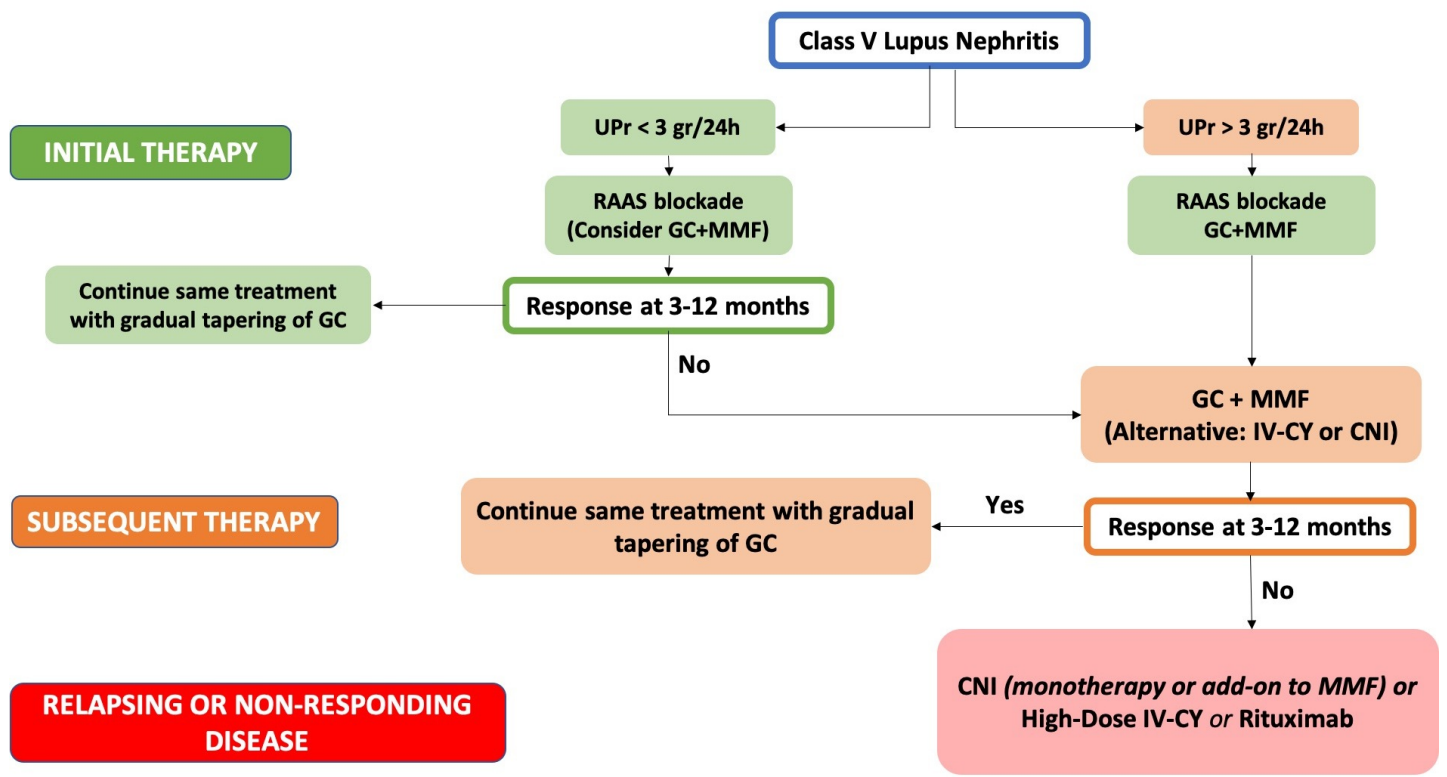 Class V Lupus Nephritis
INITIAL THERAPY
UPr < 3 gr/24h
UPr > 3 gr/24h
RAAS blockade
(Consider GC+MMF)
RAAS blockade
GC+MMF
Continue same treatment
with gradual tapering of GC
Response at 3-12 months
No
GC + MMF
(Alternative: IV-CY or CNI)
SUBSEQUENT THERAPY
Continue same treatment with gradual
tapering of GC
Yes
Response at 3-12 months
No
RELAPSING OR NON-RESPONDING
DISEASE
CNI (monotherapy or add-on to MMF) or
High-Dose IV-CY or Rituximab